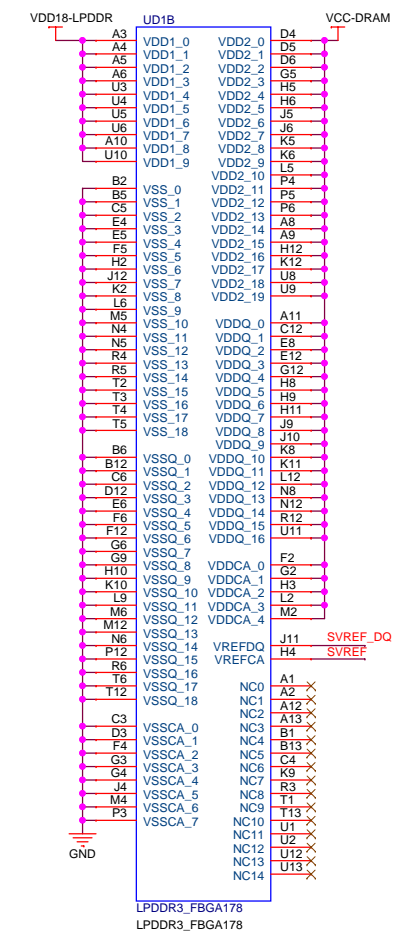 VDD18-LPDDR
UD1B
VCC-DRAM
A3 VDD1_0
A4 VDD1_1
A5 VDD1_2
A6 VDD1_3
U3 VDD1_4
U4 VDD1_5
U5 VDD1_6
U6 VDD1_7
A10 VDD1_8
U10 VDD1_9
B2 VSS_0
B5 VSS_1
C5 VSS_2
E4 VSS_3
E5 VSS_4
F5 VSS_5
H2 VSS_6
J12 VSS_7
K2 VSS_8
L6 VSS_9
M5 VSS_10
N4 VSS_11
N5 VSS_12
R4 VSS_13
R5 VSS_14
T2 VSS_15
T3 VSS_16
T4 VSS_17
T5 VSS_18
B6 VSSQ_0
B12 VSSQ_1
C6 VSSQ_2
D12 VSSQ_3
E6 VSSQ_4
F6 VSSQ_5
F12 VSSQ_6
G6 VSSQ_7
G9 VSSQ_8
H10 VSSQ_9
K10 VSSQ_10
L9 VSSQ_11
M6 VSSQ_12
M12 VSSQ_13
N6 VSSQ_14
P12 VSSQ_15
R6 VSSQ_16
T6 VSSQ_17
T12 VSSQ_18
C3 VSSCA_0
D3 VSSCA_1
F4 VSSCA_2
G3 VSSCA_3
G4 VSSCA_4
J4 VSSCA_5
M4 VSSCA_6
P3 VSSCA_7
GND
VDD2_0 D4
VDD2_1 D5
VDD2_2 D6
VDD2_3 G5
VDD2_4 H5
VDD2_5 H6
VDD2_6 J5
VDD2_7 J6
VDD2_8 K5
VDD2_9 K6
VDD2_10 L5
VDD2_11 P4
VDD2_12 P5
VDD2_13 P6
VDD2_14 A8
VDD2_15 A9
VDD2_16 H12
VDD2_17 K12
VDD2_18 U8
VDD2_19 U9
VDDQ_0 A11
VDDQ_1 C12
VDDQ_2 E8
VDDQ_3 E12
VDDQ_4 G12
VDDQ_5 H8
VDDQ_6 H9
VDDQ_7 H11
VDDQ_8 J9
VDDQ_9 J10
VDDQ_10 K8
VDDQ_11 K11
VDDQ_12 L12
VDDQ_13 N8
VDDQ_14 N12
VDDQ_15 R12
VDDQ_16 U11
VDDCA_0 F2
VDDCA_1 G2
VDDCA_2 H3
VDDCA_3 L2
VDDCA_4 M2
VREFDQ J11 SVREF_DQ
VREFCA H4 SVREF
NC0 A1
NC1 A2
NC2 A12
NC3 A13
NC4 B1
NC5 B13
NC6 C4
NC7 K9
NC8 R3
NC9 T1
NC10 T13
NC11 U1
NC12 U2
NC13 U12
NC14 U13
LPDDR3_FBGA178
LPDDR3_FBGA178